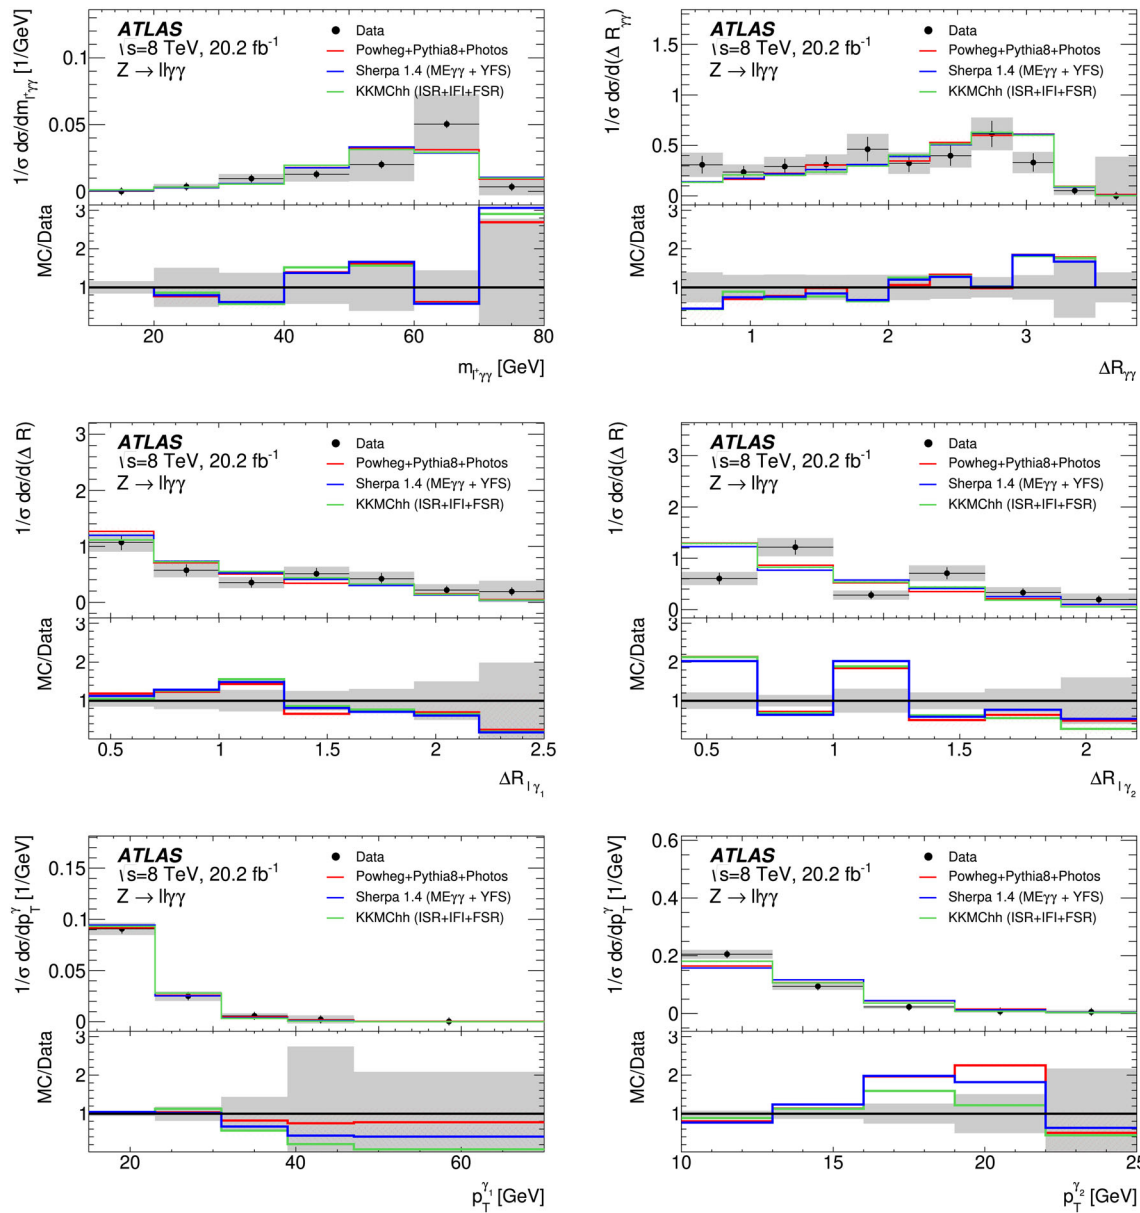 1/σ dσ/dm_{l⁺γγ} [1/GeV]
0.1
0.05
0
ATLAS
√s=8 TeV, 20.2 fb⁻¹
Z → llγγ
Data
Powheg+Pythia8+Photos
Sherpa 1.4 (MEγγ + YFS)
KKMChh (ISR+IFI+FSR)
MC/Data
3
2
1
20 40 60 80
m_{l⁺γγ} [GeV]
1/σ dσ/d(Δ R_{γγ})
1.5
1
0.5
0
ATLAS
√s=8 TeV, 20.2 fb⁻¹
Z → llγγ
Data
Powheg+Pythia8+Photos
Sherpa 1.4 (MEγγ + YFS)
KKMChh (ISR+IFI+FSR)
MC/Data
3
2
1
1 2 3
ΔR_{γγ}
1/σ dσ/d(Δ R)
3
2
1
0
ATLAS
√s=8 TeV, 20.2 fb⁻¹
Z → llγγ
Data
Powheg+Pythia8+Photos
Sherpa 1.4 (MEγγ + YFS)
KKMChh (ISR+IFI+FSR)
MC/Data
3
2
1
0.5 1 1.5 2 2.5
ΔR_{l γ₁}
1/σ dσ/d(Δ R)
3
2
1
0
ATLAS
√s=8 TeV, 20.2 fb⁻¹
Z → llγγ
Data
Powheg+Pythia8+Photos
Sherpa 1.4 (MEγγ + YFS)
KKMChh (ISR+IFI+FSR)
MC/Data
3
2
1
0.5 1 1.5 2
ΔR_{l γ₂}
1/σ dσ/dp_T^γ [1/GeV]
0.15
0.1
0.05
0
ATLAS
√s=8 TeV, 20.2 fb⁻¹
Z → llγγ
Data
Powheg+Pythia8+Photos
Sherpa 1.4 (MEγγ + YFS)
KKMChh (ISR+IFI+FSR)
MC/Data
3
2
1
20 40 60
p_T^{γ₁} [GeV]
1/σ dσ/dp_T^γ [1/GeV]
0.6
0.4
0.2
0
ATLAS
√s=8 TeV, 20.2 fb⁻¹
Z → llγγ
Data
Powheg+Pythia8+Photos
Sherpa 1.4 (MEγγ + YFS)
KKMChh (ISR+IFI+FSR)
MC/Data
3
2
1
10 15 20 25
p_T^{γ₂} [GeV]